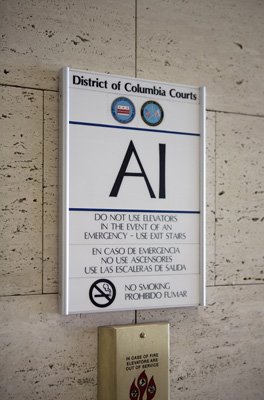 District of Columbia Courts
AI
DO NOT USE ELEVATORS
IN THE EVENT OF AN
EMERGENCY - USE EXIT STAIRS
EN CASO DE EMERGENCIA
NO USE ASCENSORES
USE LAS ESCALERAS DE SALIDA
NO SMOKING
PROHIBIDO FUMAR
IN CASE OF FIRE
ELEVATORS ARE
OUT OF SERVICE